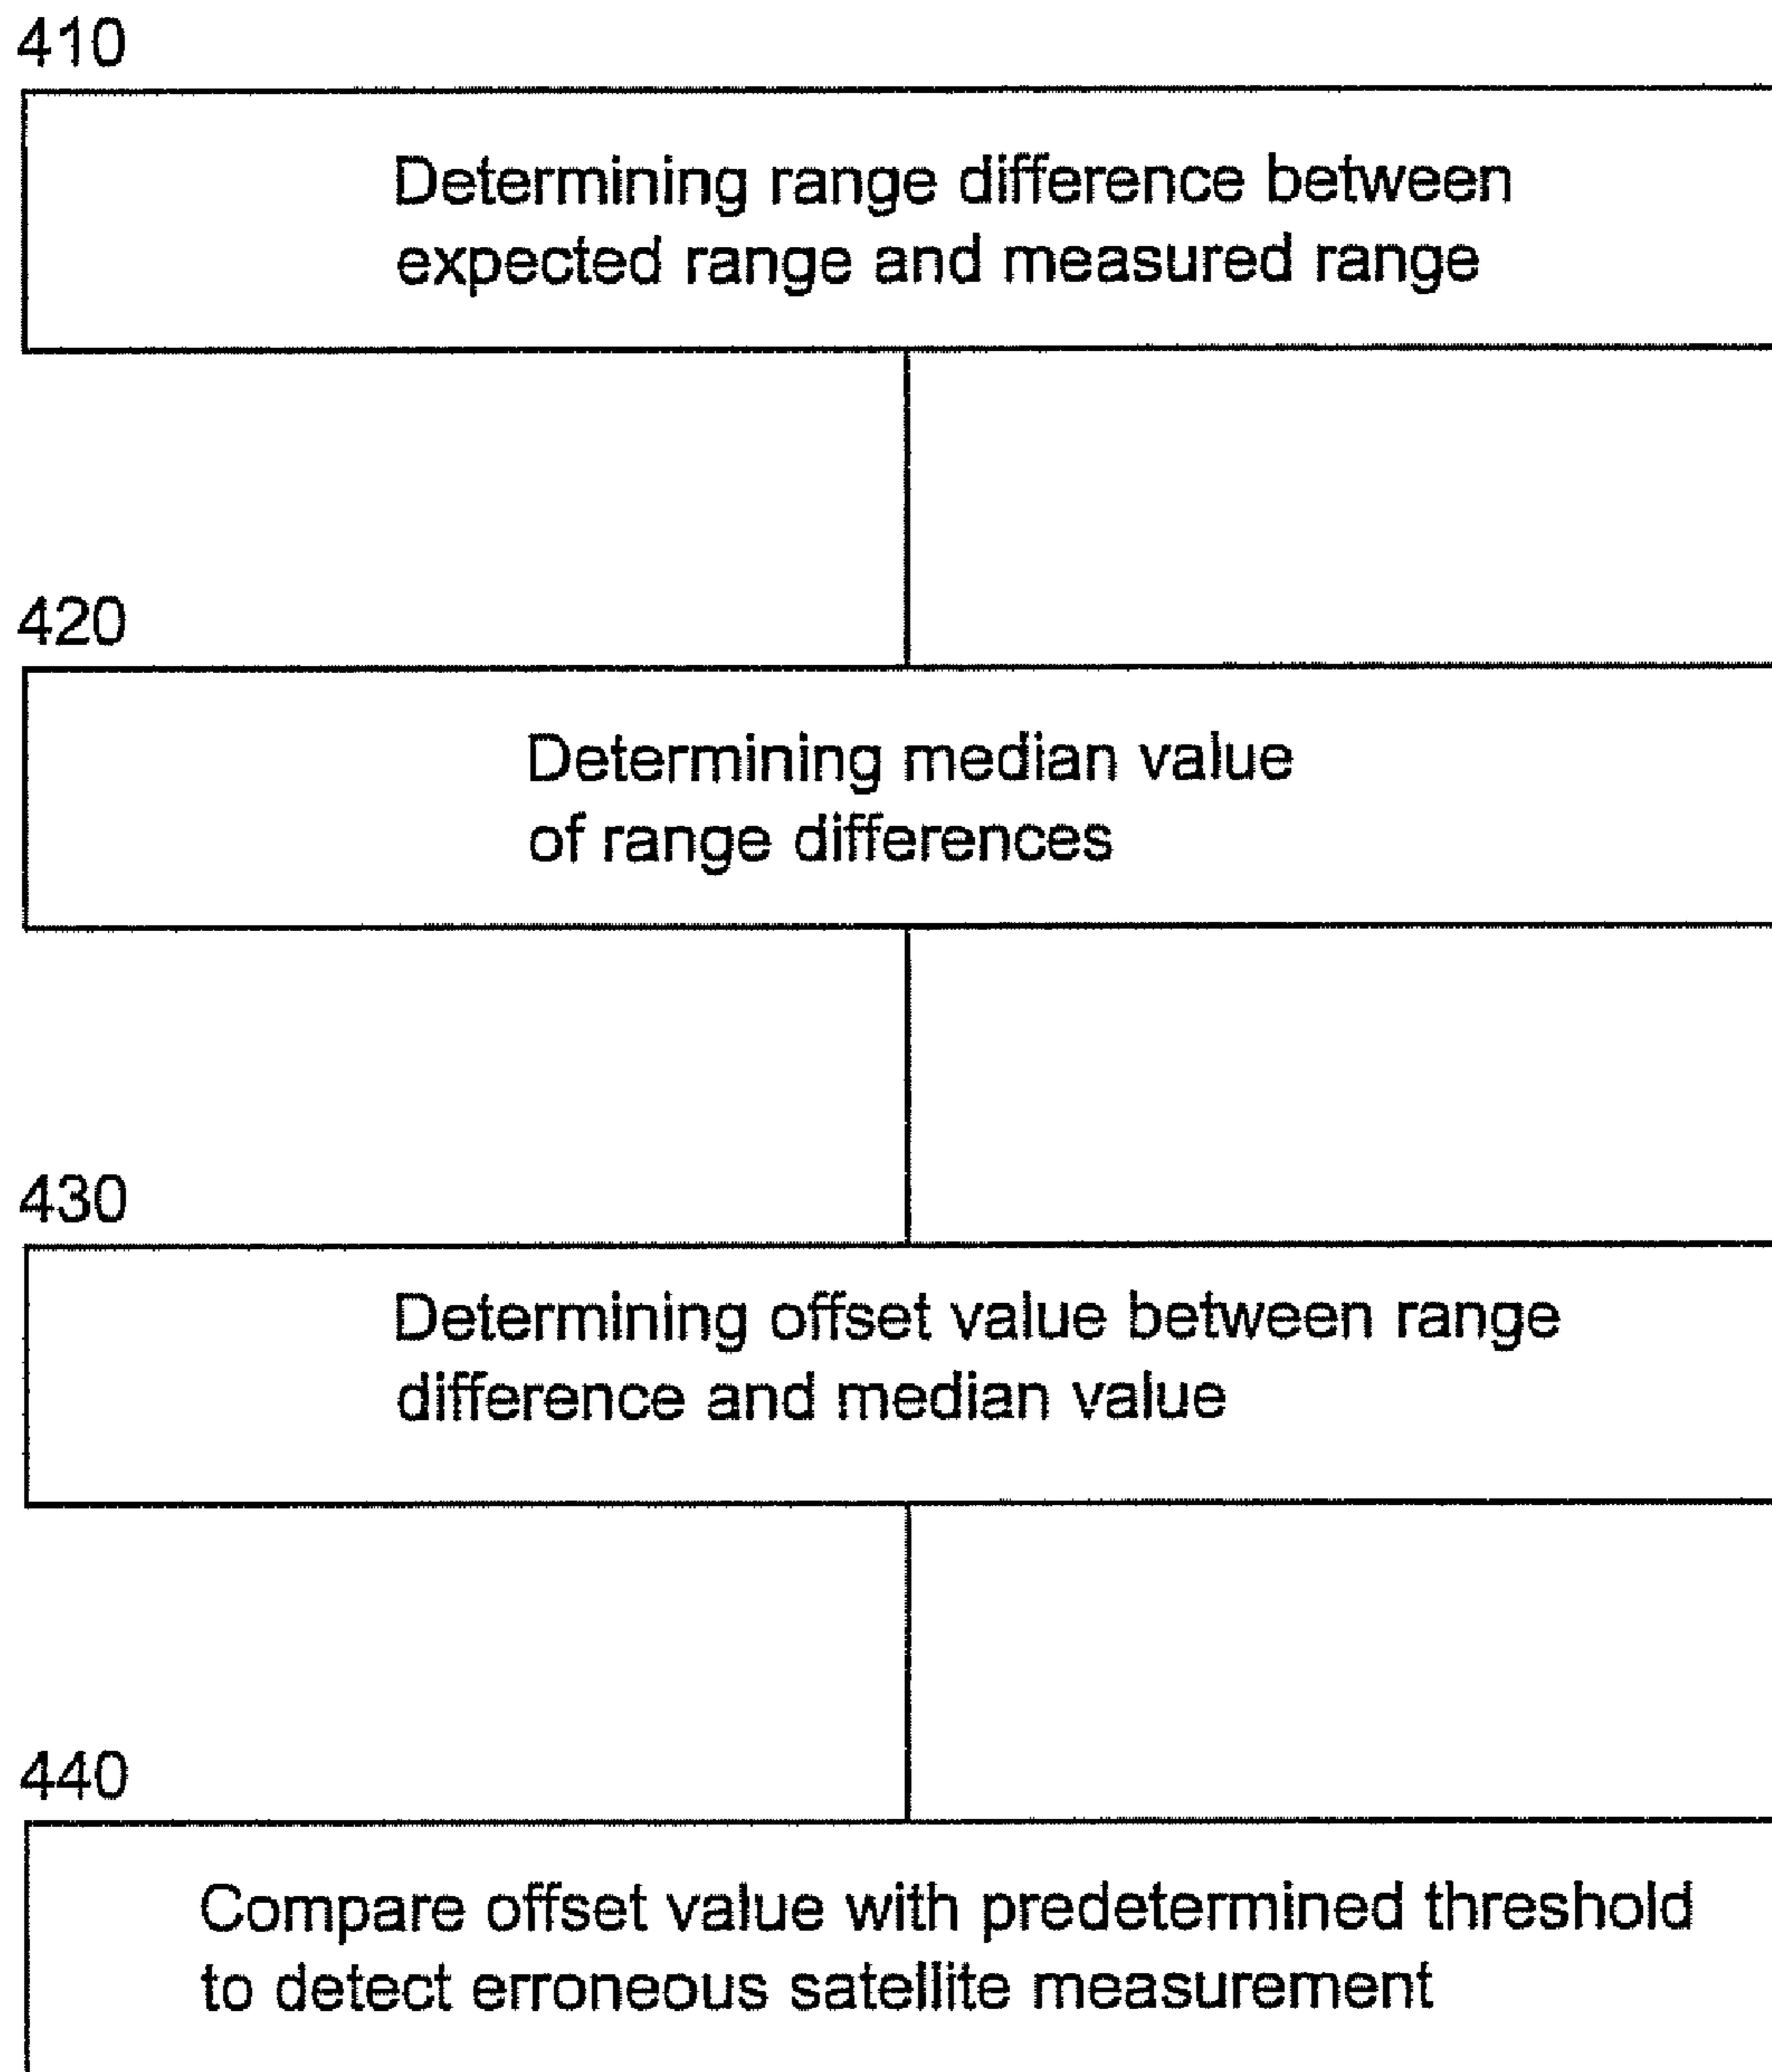 410
Determining range difference between
expected range and measured range
420
Determining median value
of range differences
430
Determining offset value between range
difference and median value
440
Compare offset value with predetermined threshold
to detect erroneous satellite measurement